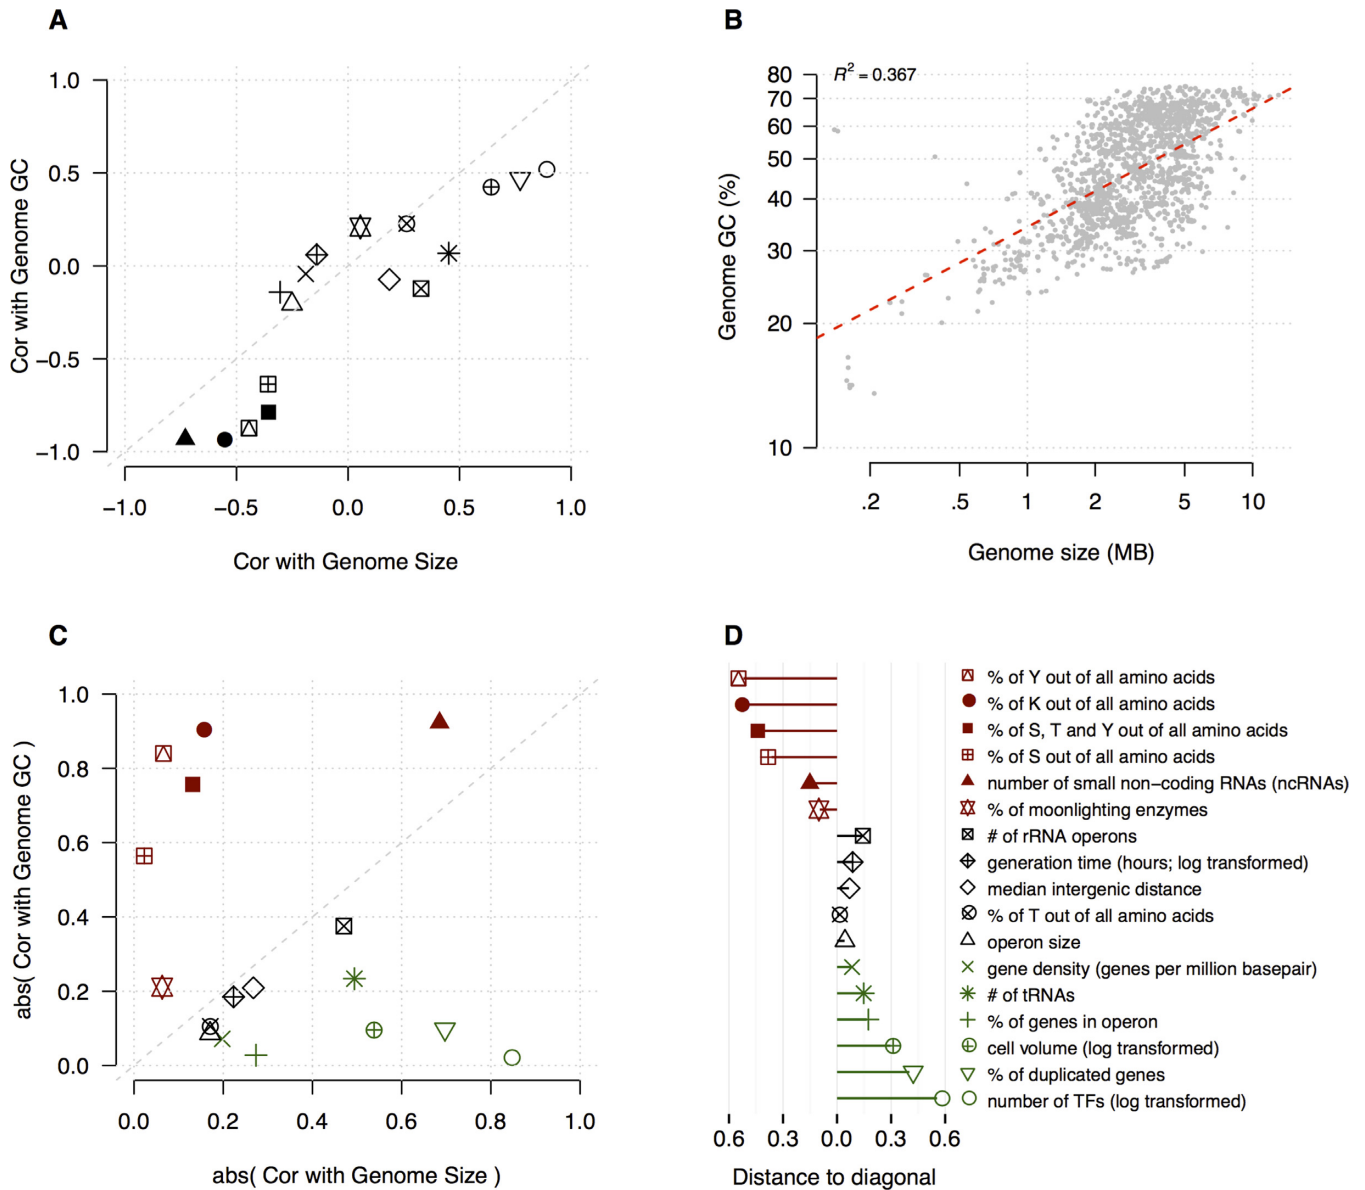 A
1.0
0.5
0.0
−0.5
−1.0
Cor with Genome GC
−1.0 −0.5 0.0 0.5 1.0
Cor with Genome Size
B
R² = 0.367
80
70
60
50
40
30
20
10
Genome GC (%)
.2 .5 1 2 5 10
Genome size (MB)
C
1.0
0.8
0.6
0.4
0.2
0.0
abs( Cor with Genome GC )
0.0 0.2 0.4 0.6 0.8 1.0
abs( Cor with Genome Size )
D
% of Y out of all amino acids
% of K out of all amino acids
% of S, T and Y out of all amino acids
% of S out of all amino acids
number of small non−coding RNAs (ncRNAs)
% of moonlighting enzymes
# of rRNA operons
generation time (hours; log transformed)
median intergenic distance
% of T out of all amino acids
operon size
gene density (genes per million basepair)
# of tRNAs
% of genes in operon
cell volume (log transformed)
% of duplicated genes
number of TFs (log transformed)
0.6 0.3 0.0 0.3 0.6
Distance to diagonal